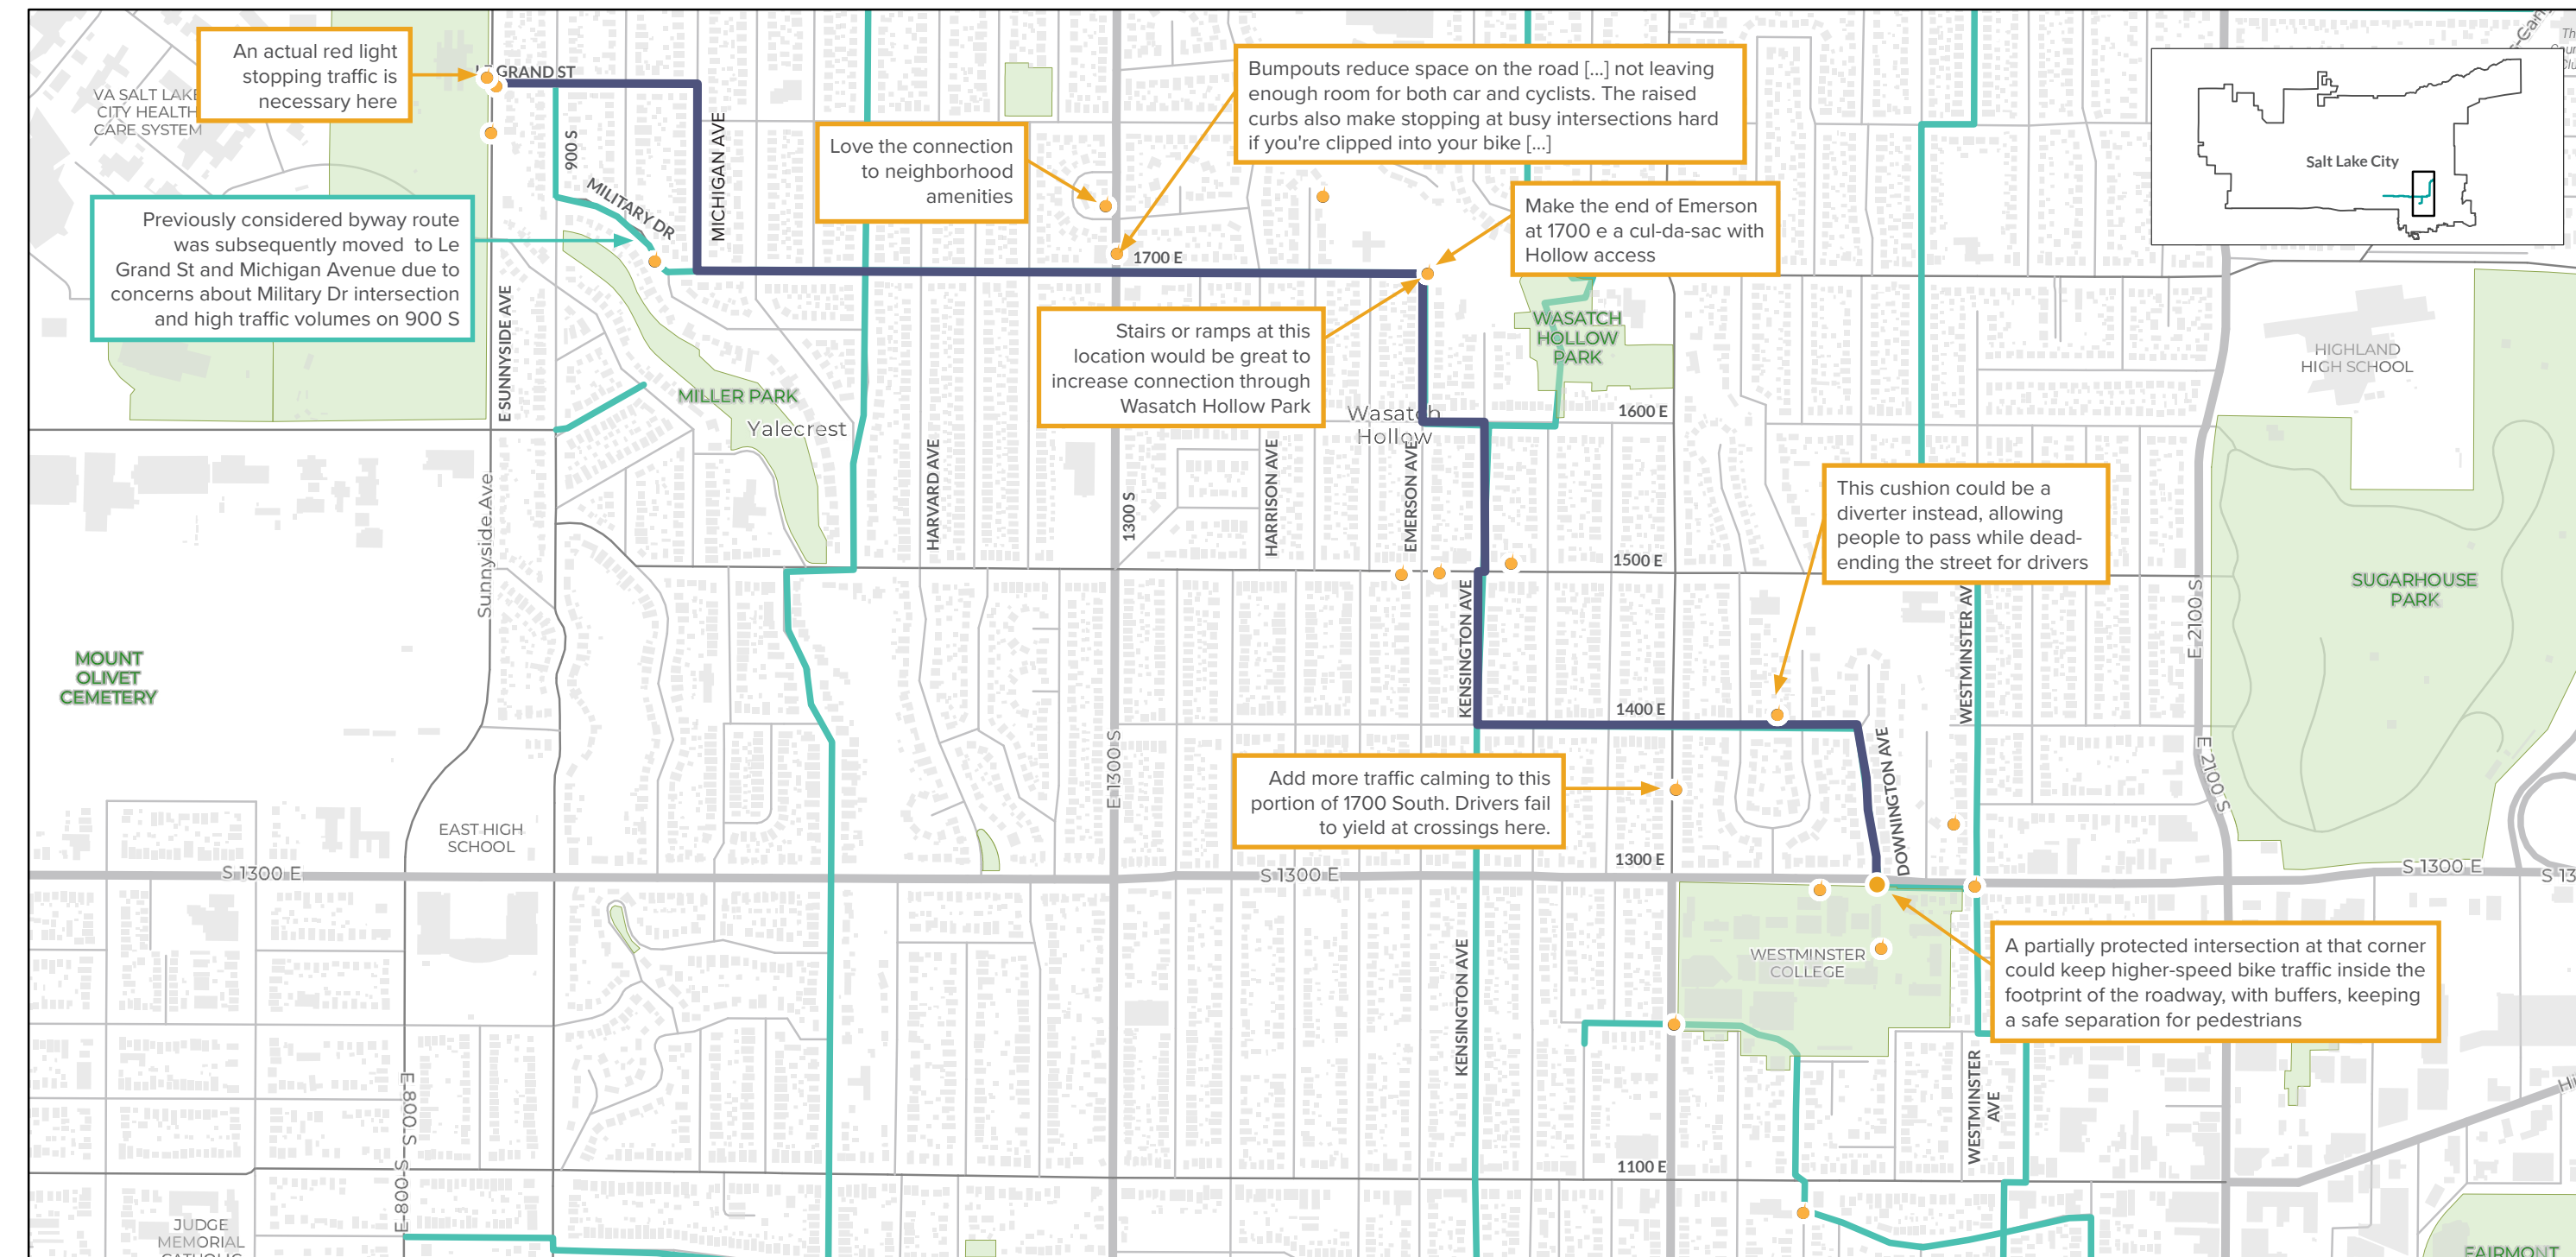 An actual red light
stopping traffic is
necessary here
GRAND ST
VA SALT LAKE
CITY HEALTH
CARE SYSTEM
900 S
MILITARY DR
MICHIGAN AVE
Previously considered byway route
was subsequently moved to Le
Grand St and Michigan Avenue due to
concerns about Military Dr intersection
and high traffic volumes on 900 S
E SUNNYSIDE AVE
Love the connection
to neighborhood
amenities
Bumpouts reduce space on the road [...] not leaving
enough room for both car and cyclists. The raised
curbs also make stopping at busy intersections hard
if you're clipped into your bike [...]
1700 E
Make the end of Emerson
at 1700 e a cul-da-sac with
Hollow access
Stairs or ramps at this
location would be great to
increase connection through
Wasatch Hollow Park
WASATCH
HOLLOW
PARK
Salt Lake City
HIGHLAND
HIGH SCHOOL
MILLER PARK
Yalecrest
Wasatch
Hollow
1600 E
HARVARD AVE
1300 S
HARRISON AVE
EMERSON AVE
Sunnyside Ave
1500 E
This cushion could be a
diverter instead, allowing
people to pass while dead-
ending the street for drivers
KENSINGTON AVE
WESTMINSTER AV
E 2100 S
SUGARHOUSE
PARK
MOUNT
OLIVET
CEMETERY
1400 E
DOWNINGTON AVE
E 1300 S
E 2100 S
Add more traffic calming to this
portion of 1700 South. Drivers fail
to yield at crossings here.
EAST HIGH
SCHOOL
1300 E
S 1300 E
S 1300 E
S 1300 E
S 13
WESTMINSTER
COLLEGE
A partially protected intersection at that corner
could keep higher-speed bike traffic inside the
footprint of the roadway, with buffers, keeping
a safe separation for pedestrians
KENSINGTON AVE
WESTMINSTER
AVE
E 800 S
E 800 S
1100 E
JUDGE
MEMORIAL
CATHOLIC
FAIRMONT